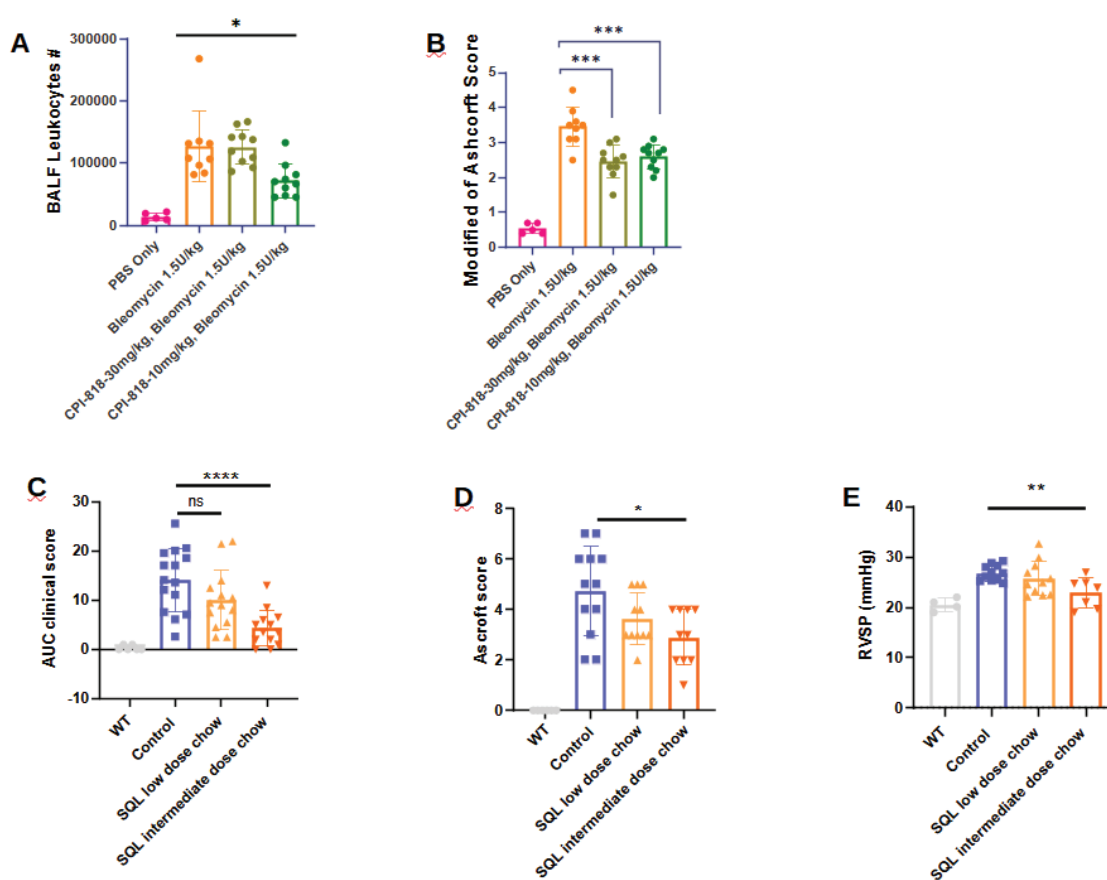 A
BALF Leukocytes #
300000
200000
100000
0
*
PBS Only
Bleomycin 1.5U/kg
CPI-818-30mg/kg, Bleomycin 1.5U/kg
CPI-818-10mg/kg, Bleomycin 1.5U/kg
B
Modified of Ashcorft Score
5
4
3
2
1
0
***
***
PBS Only
Bleomycin 1.5U/kg
CPI-818-30mg/kg, Bleomycin 1.5U/kg
CPI-818-10mg/kg, Bleomycin 1.5U/kg
C
AUC clinical score
30
20
10
0
-10
****
ns
WT
Control
SQL low dose chow
SQL intermediate dose chow
D
Ascroft score
8
6
4
2
0
*
WT
Control
SQL low dose chow
SQL intermediate dose chow
E
RVSP (mmHg)
40
30
20
10
0
**
WT
Control
SQL low dose chow
SQL intermediate dose chow